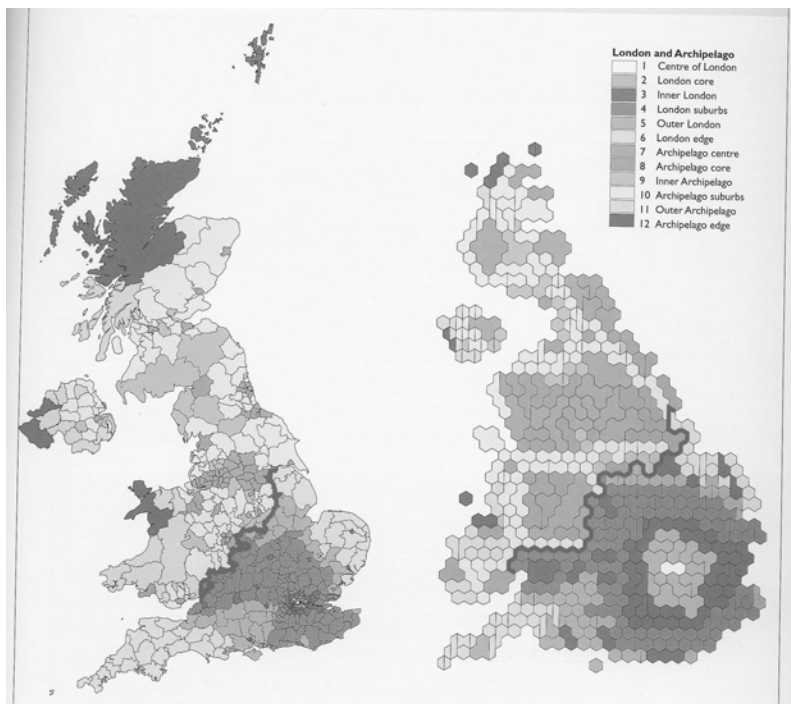 London and Archipelago
1 Centre of London
2 London core
3 Inner London
4 London suburbs
5 Outer London
6 London edge
7 Archipelago centre
8 Archipelago core
9 Inner Archipelago
10 Archipelago suburbs
11 Outer Archipelago
12 Archipelago edge